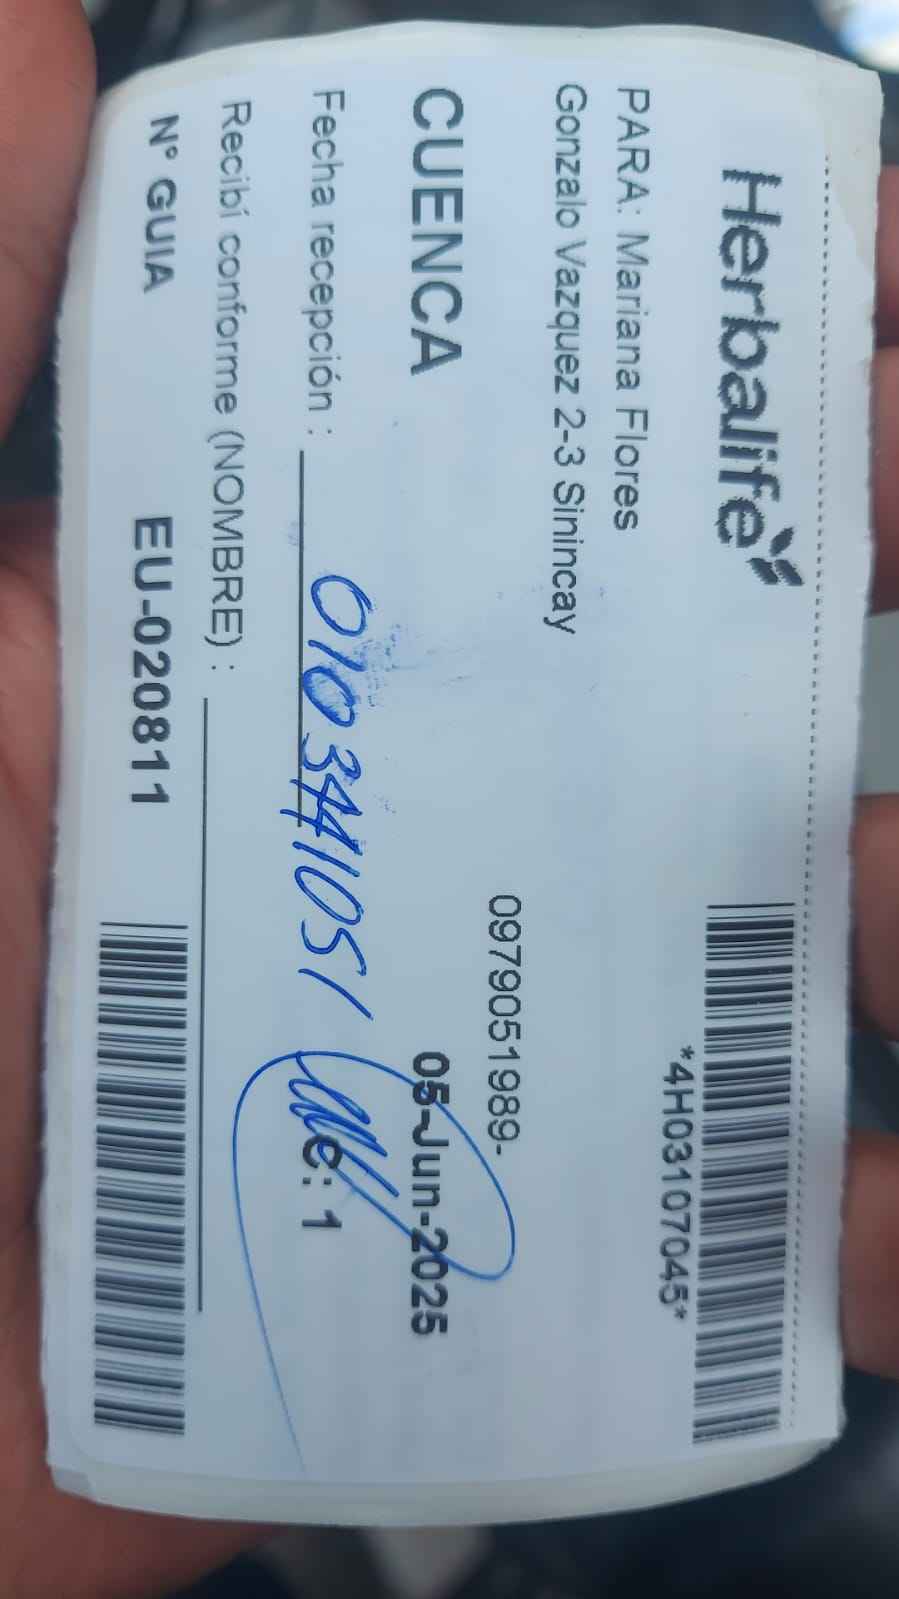 Herbalife
*4H03107045*
PARA: Mariana Flores
Gonzalo Vazquez 2-3 Sinincay
0979051989-
CUENCA
05-Jun-2025
Fecha recepción :
0103441051
e: 1
Recibí conforme (NOMBRE) :
N° GUIA
EU-020811